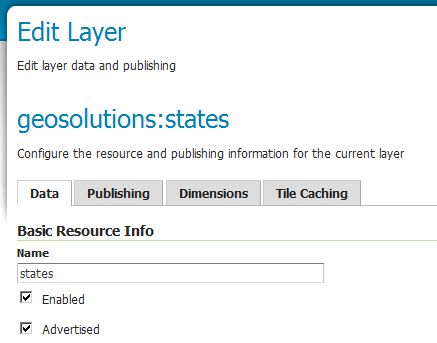 Edit Layer
Edit layer data and publishing
geosolutions:states
Configure the resource and publishing information for the current layer
Data Publishing Dimensions Tile Caching
Basic Resource Info
Name
states
Enabled
Advertised